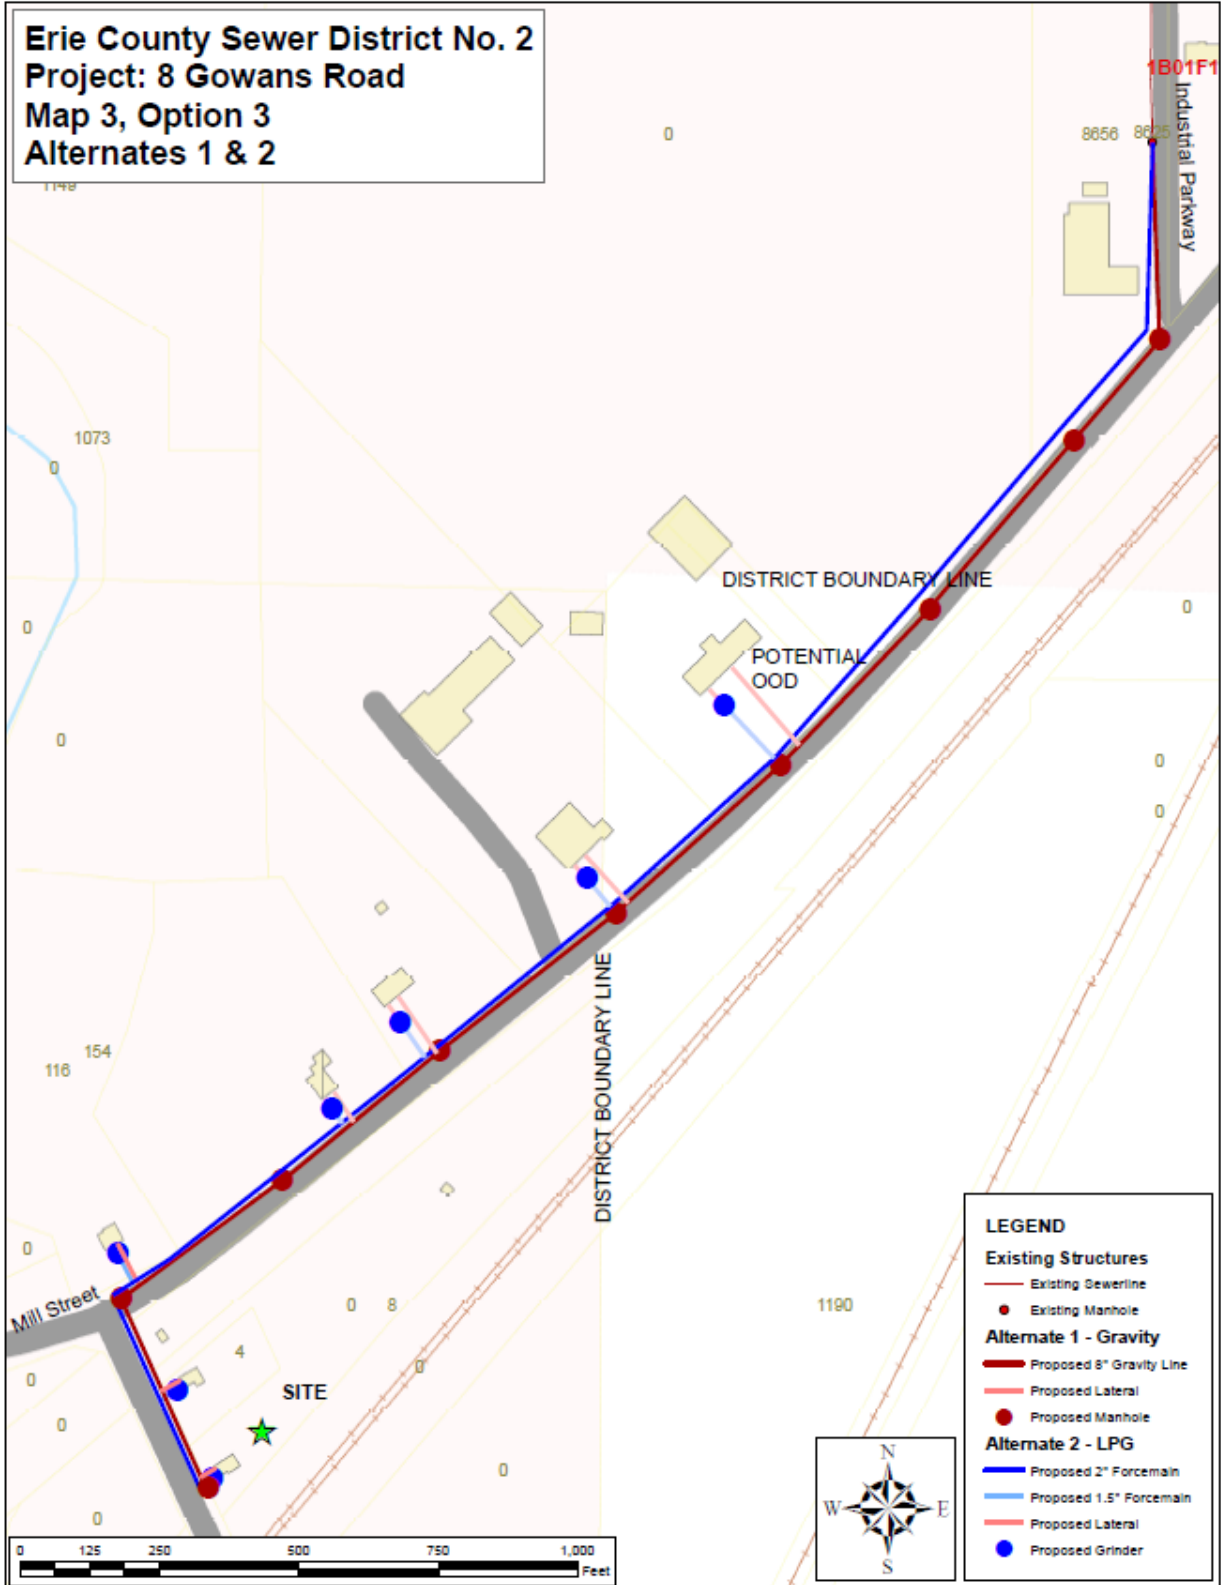 Erie County Sewer District No. 2
Project: 8 Gowans Road
Map 3, Option 3
Alternates 1 & 2
1B01F1
Industrial Parkway
0
8656
8625
1149
1073
0
DISTRICT BOUNDARY LINE
0
0
POTENTIAL
OOD
0
0
0
DISTRICT BOUNDARY LINE
154
116
0
Mill Street
0
8
1190
4
0
0
SITE
0
0
0
LEGEND
Existing Structures
Existing Sewerline
Existing Manhole
Alternate 1 - Gravity
Proposed 8" Gravity Line
Proposed Lateral
Proposed Manhole
Alternate 2 - LPG
Proposed 2" Forcemain
Proposed 1.5" Forcemain
Proposed Lateral
Proposed Grinder
N
W
E
S
0 125 250 500 750 1,000
Feet